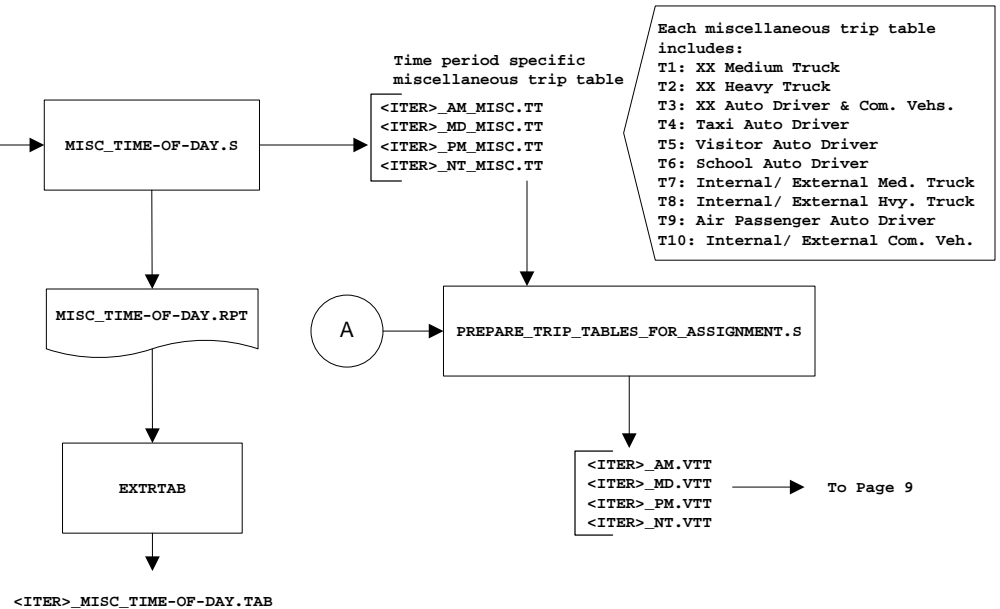 Each miscellaneous trip table
includes:
T1: XX Medium Truck
T2: XX Heavy Truck
T3: XX Auto Driver & Com. Vehs.
T4: Taxi Auto Driver
T5: Visitor Auto Driver
T6: School Auto Driver
T7: Internal/ External Med. Truck
T8: Internal/ External Hvy. Truck
T9: Air Passenger Auto Driver
T10: Internal/ External Com. Veh.
Time period specific
miscellaneous trip table
<ITER>_AM_MISC.TT
<ITER>_MD_MISC.TT
<ITER>_PM_MISC.TT
<ITER>_NT_MISC.TT
MISC_TIME-OF-DAY.S
MISC_TIME-OF-DAY.RPT
A
PREPARE_TRIP_TABLES_FOR_ASSIGNMENT.S
EXTRTAB
<ITER>_AM.VTT
<ITER>_MD.VTT
<ITER>_PM.VTT
<ITER>_NT.VTT
To Page 9
<ITER>_MISC_TIME-OF-DAY.TAB